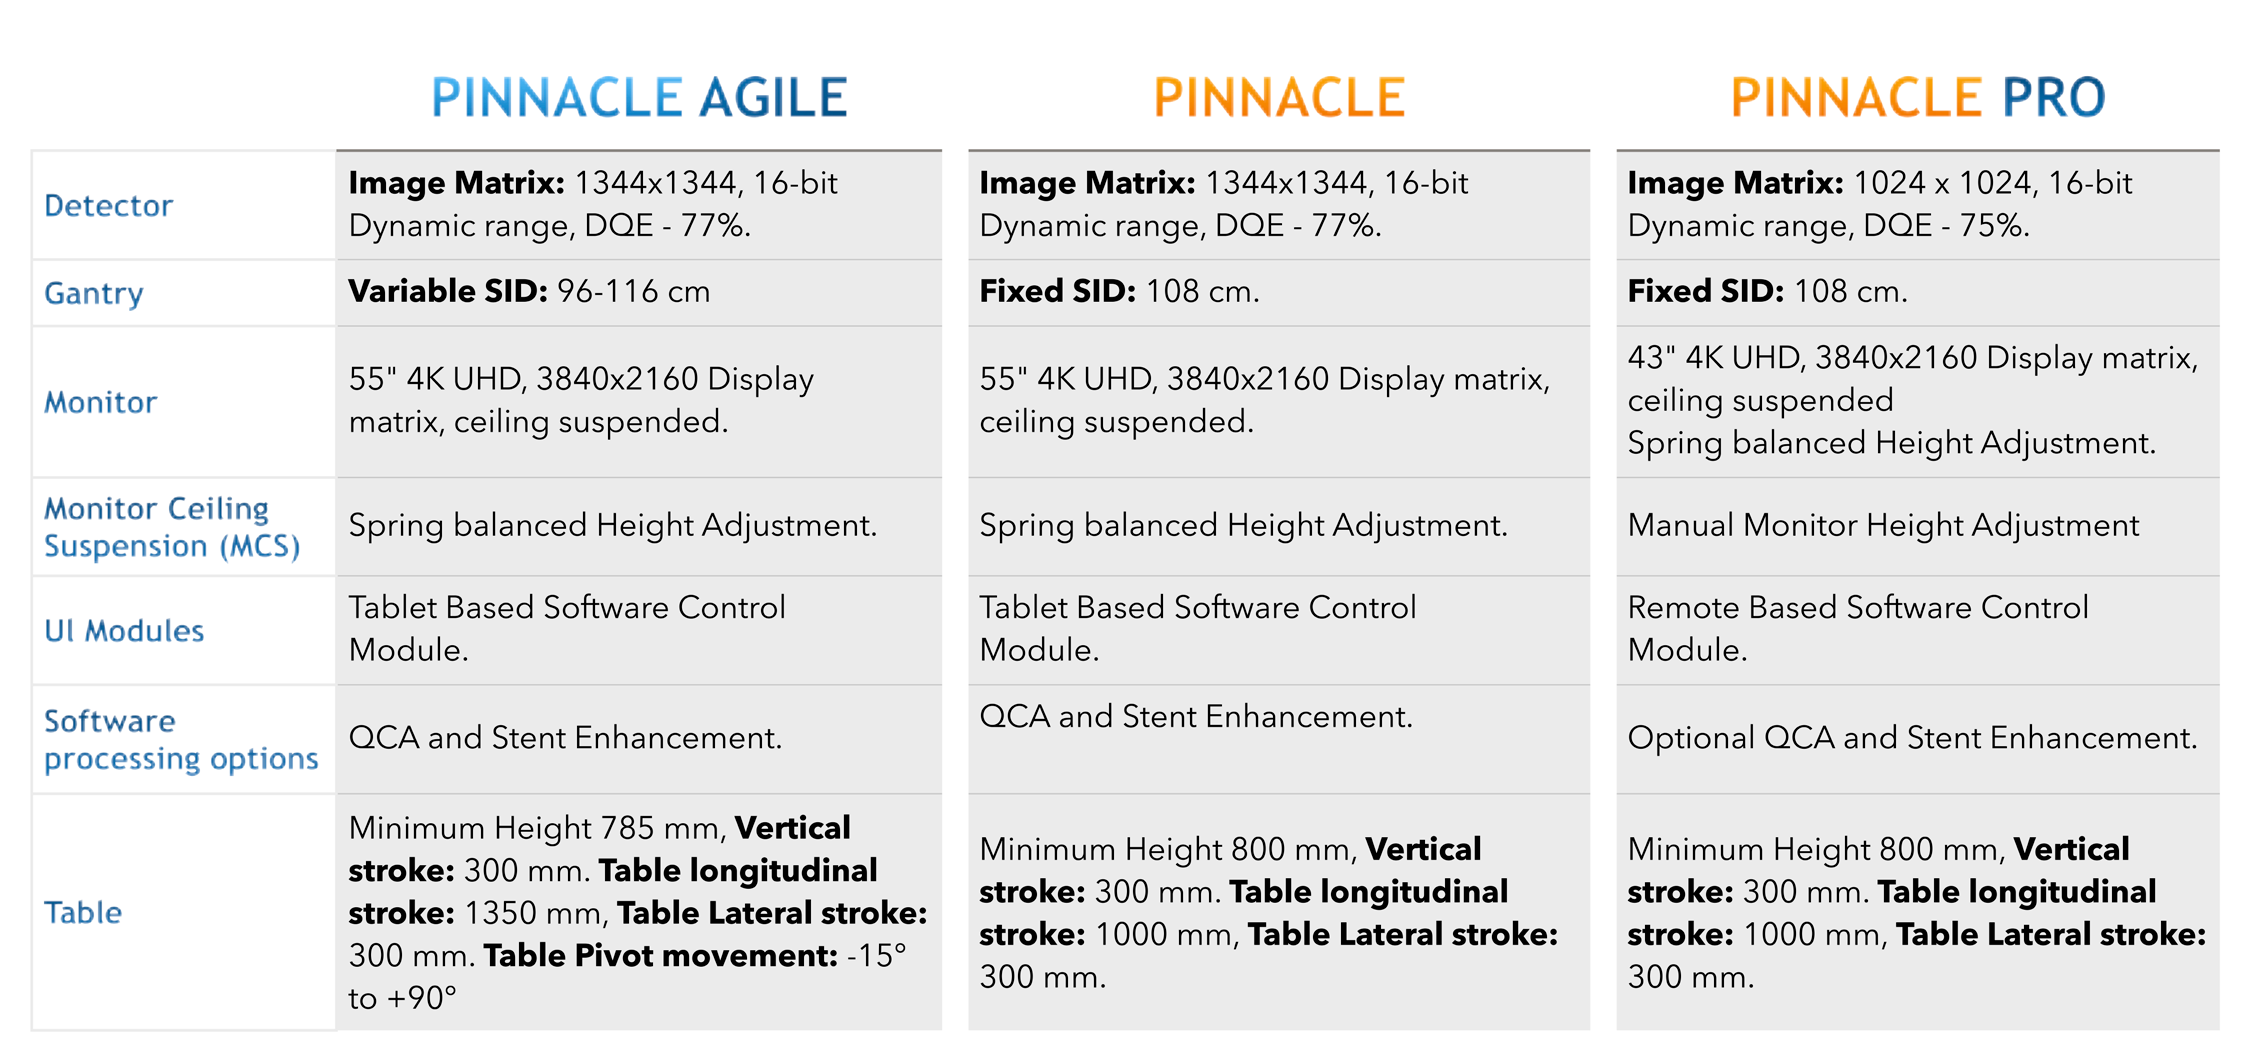 PINNACLE AGILE
PINNACLE
PINNACLE PRO
Detector
Image Matrix: 1344x1344, 16-bit
Dynamic range, DQE - 77%.
Image Matrix: 1344x1344, 16-bit
Dynamic range, DQE - 77%.
Image Matrix: 1024 x 1024, 16-bit
Dynamic range, DQE - 75%.
Gantry
Variable SID: 96-116 cm
Fixed SID: 108 cm.
Fixed SID: 108 cm.
Monitor
55" 4K UHD, 3840x2160 Display
matrix, ceiling suspended.
55" 4K UHD, 3840x2160 Display matrix,
ceiling suspended.
43" 4K UHD, 3840x2160 Display matrix,
ceiling suspended
Spring balanced Height Adjustment.
Monitor Ceiling
Suspension (MCS)
Spring balanced Height Adjustment.
Spring balanced Height Adjustment.
Manual Monitor Height Adjustment
UI Modules
Tablet Based Software Control
Module.
Tablet Based Software Control
Module.
Remote Based Software Control
Module.
Software
processing options
QCA and Stent Enhancement.
QCA and Stent Enhancement.
Optional QCA and Stent Enhancement.
Table
Minimum Height 785 mm, Vertical
stroke: 300 mm. Table longitudinal
stroke: 1350 mm, Table Lateral stroke:
300 mm. Table Pivot movement: -15°
to +90°
Minimum Height 800 mm, Vertical
stroke: 300 mm. Table longitudinal
stroke: 1000 mm, Table Lateral stroke:
300 mm.
Minimum Height 800 mm, Vertical
stroke: 300 mm. Table longitudinal
stroke: 1000 mm, Table Lateral stroke:
300 mm.